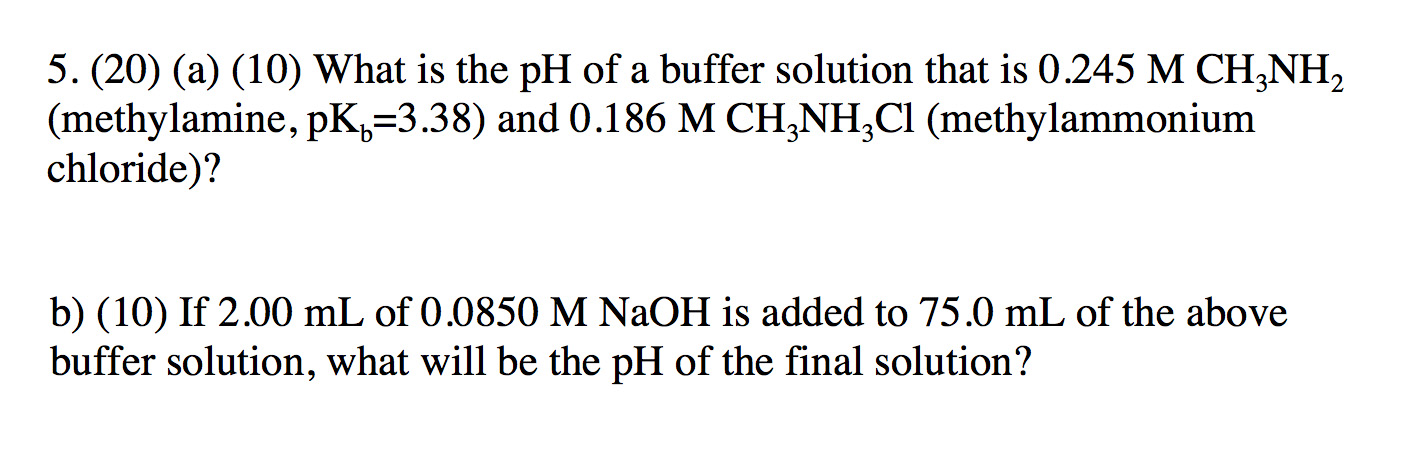 5. (20) (a) (10) What is the pH of a buffer solution that is 0.245 M CH₃NH₂
(methylamine, pK_b=3.38) and 0.186 M CH₃NH₃Cl (methylammonium
chloride)?
b) (10) If 2.00 mL of 0.0850 M NaOH is added to 75.0 mL of the above
buffer solution, what will be the pH of the final solution?